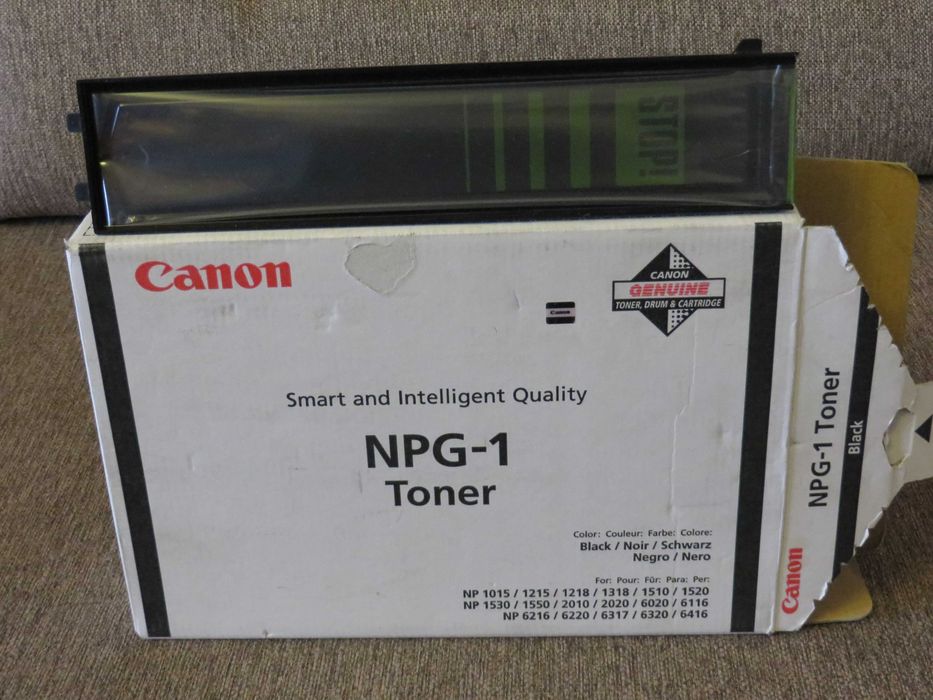 STOP!
Canon
CANON
GENUINE
TONER, DRUM & CARTRIDGE
Canon
Smart and Intelligent Quality
NPG-1
Toner
Color: Couleur: Farbe: Colore:
Black / Noir / Schwarz
Negro / Nero
For: Pour: Für: Para: Per:
NP 1015 / 1215 / 1218 / 1318 / 1510 / 1520
NP 1530 / 1550 / 2010 / 2020 / 6020 / 6116
NP 6216 / 6220 / 6317 / 6320 / 6416
NPG-1 Toner
Black
Canon